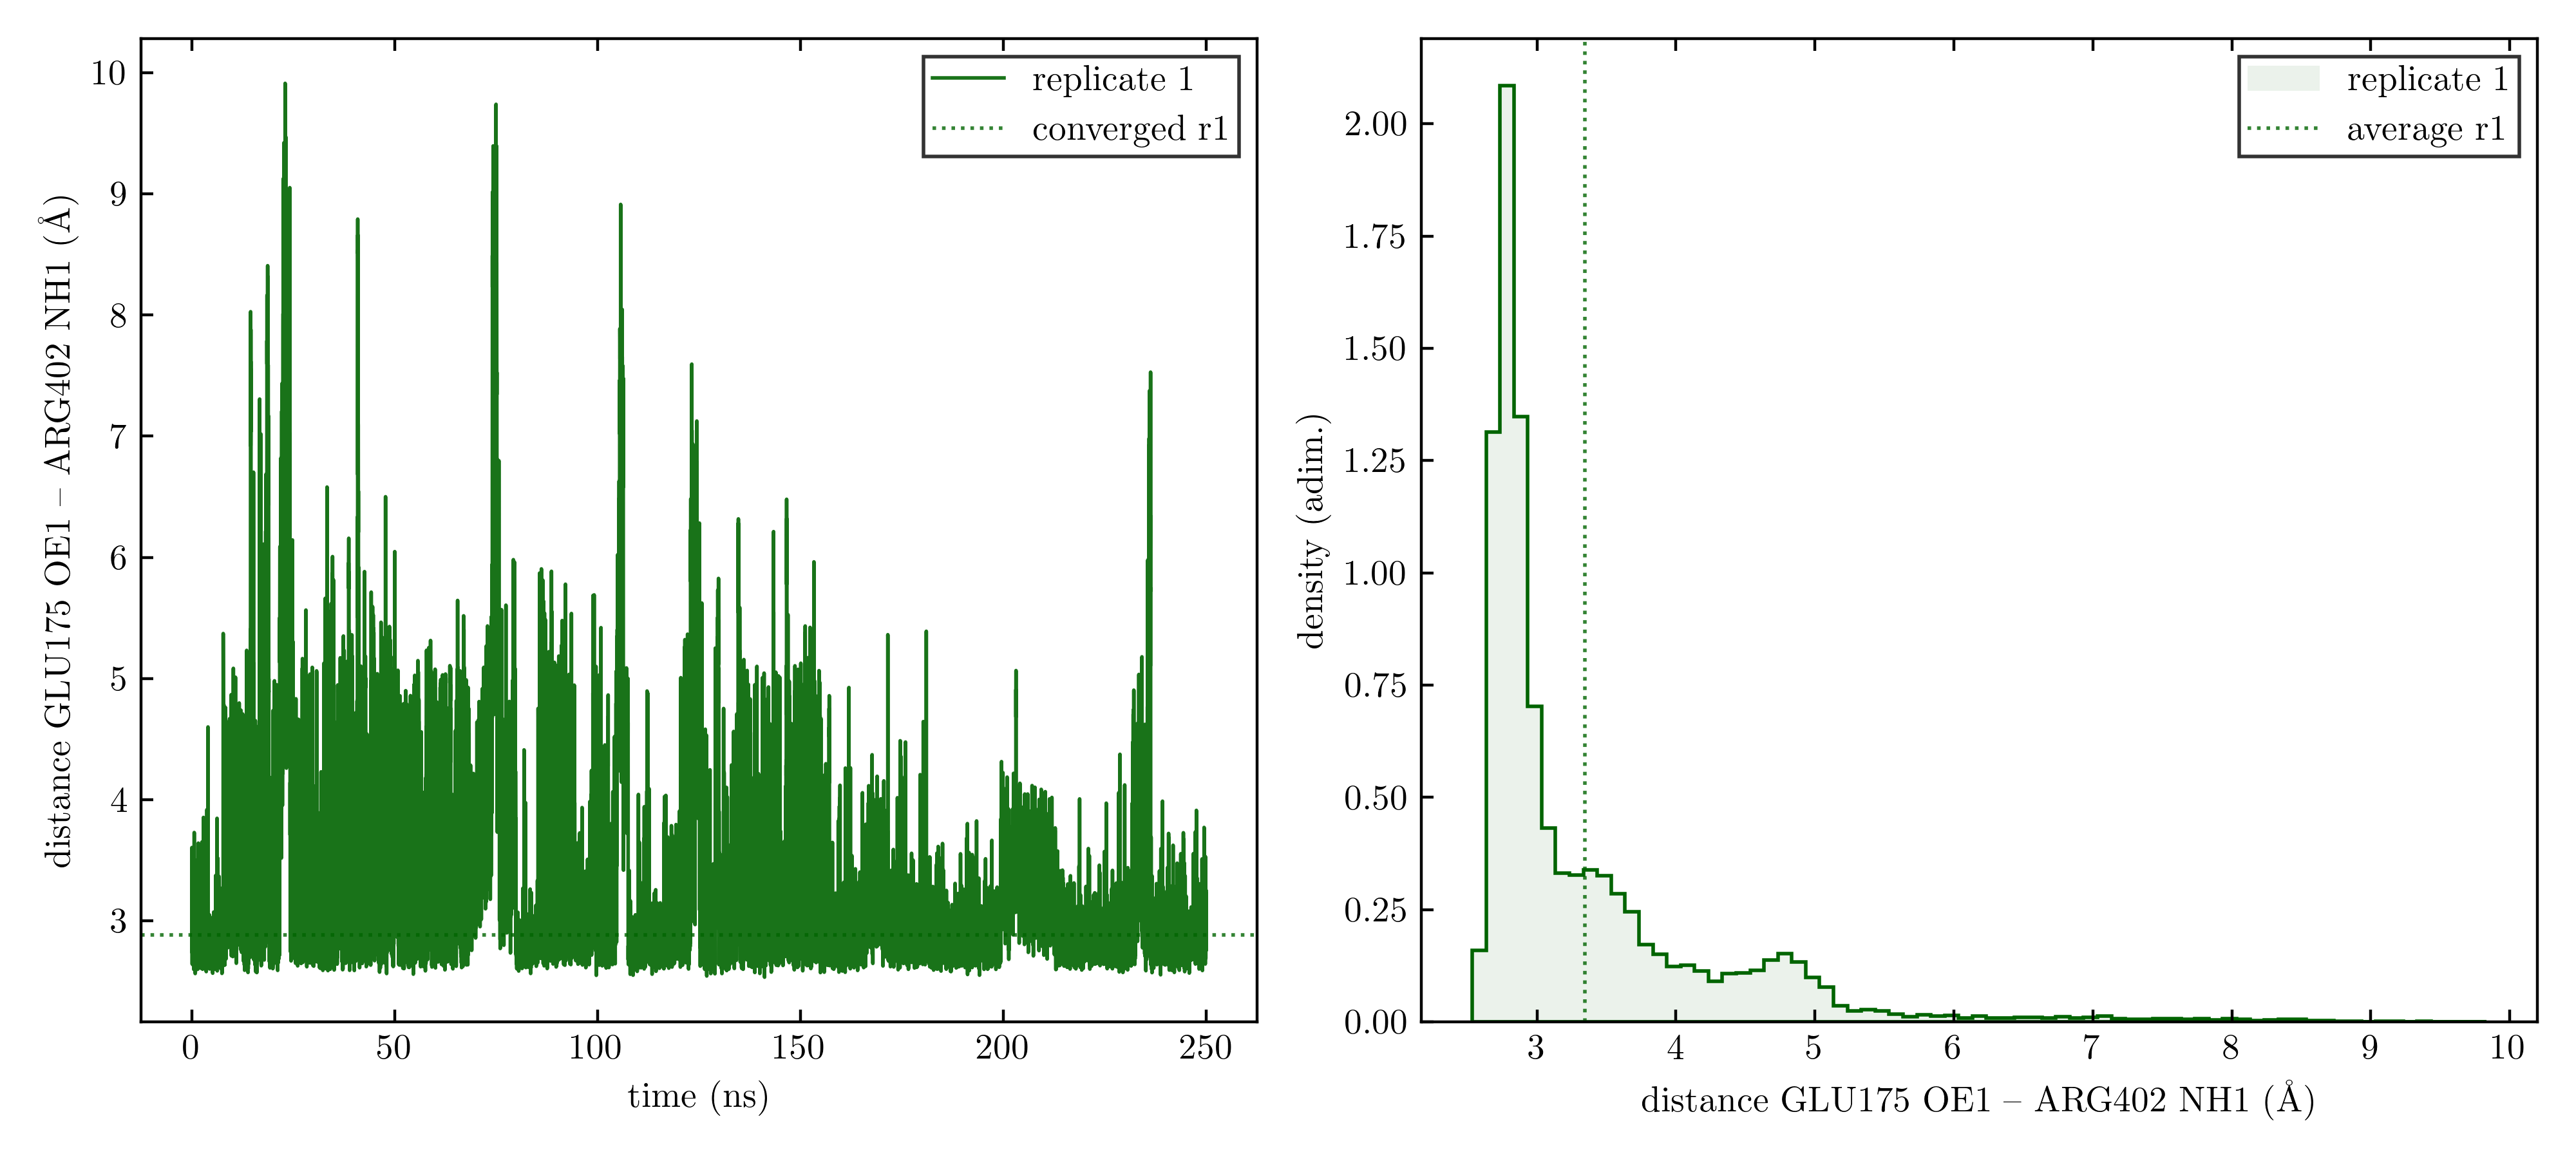 distance GLU175 OE1 – ARG402 NH1 (Å)
10
9
8
7
6
5
4
3
replicate 1
converged r1
0 50 100 150 200 250
time (ns)
density (adim.)
2.00
1.75
1.50
1.25
1.00
0.75
0.50
0.25
0.00
replicate 1
average r1
3 4 5 6 7 8 9 10
distance GLU175 OE1 – ARG402 NH1 (Å)